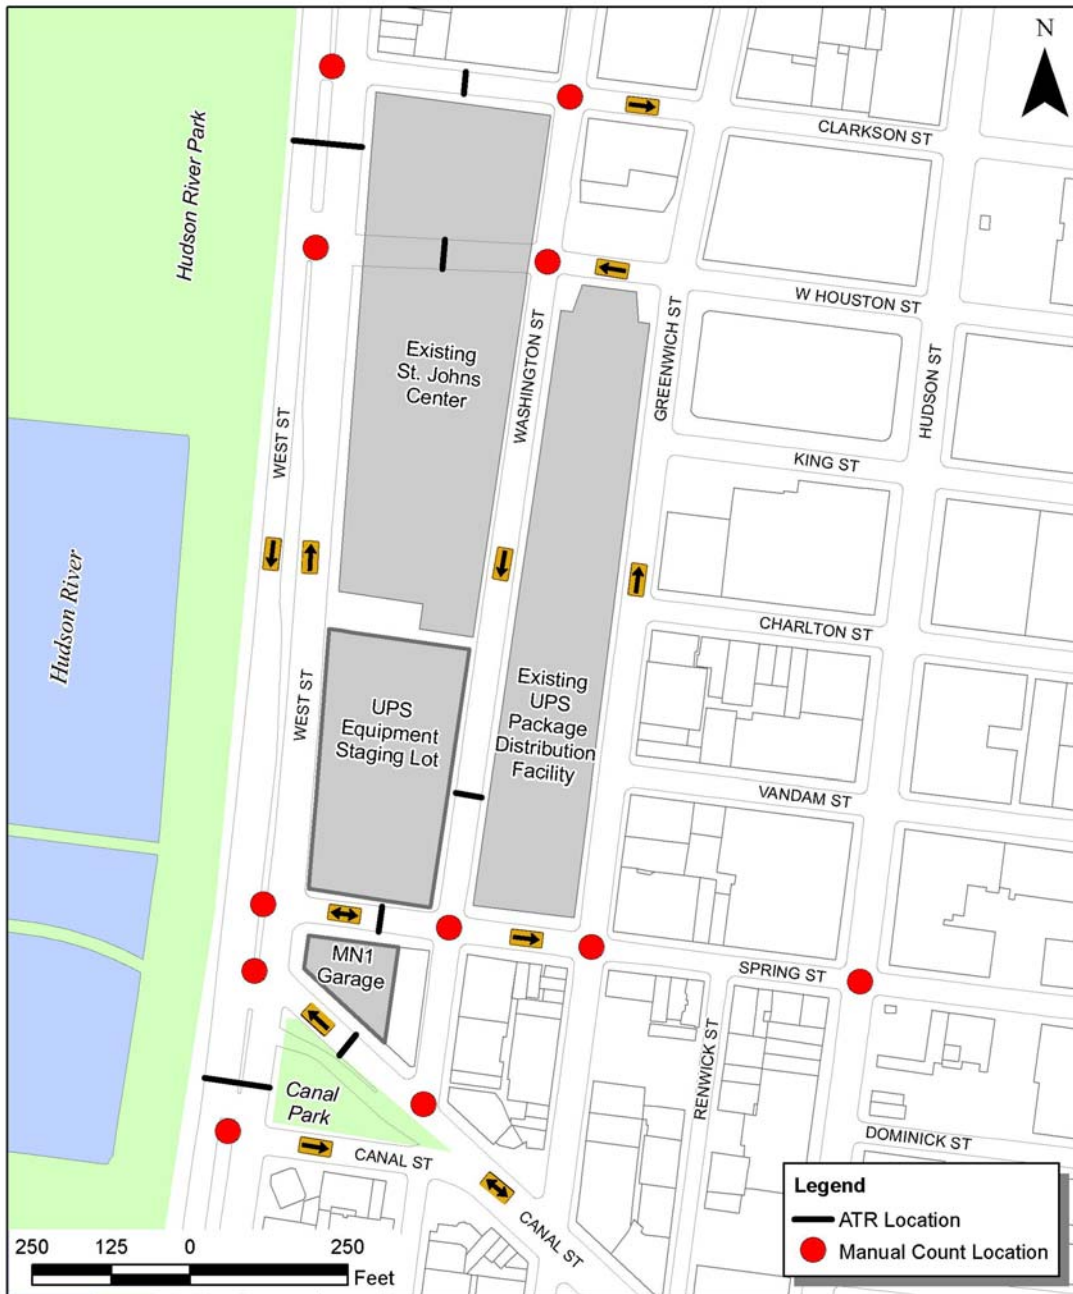 N
CLARKSON ST
Hudson River Park
W HOUSTON ST
WASHINGTON ST
GREENWICH ST
HUDSON ST
Existing
St. Johns
Center
WEST ST
KING ST
Hudson River
CHARLTON ST
WEST ST
UPS
Equipment
Staging Lot
Existing
UPS
Package
Distribution
Facility
VANDAM ST
MN1
Garage
SPRING ST
RENWICK ST
Canal
Park
DOMINICK ST
CANAL ST
CANAL ST
Legend
ATR Location
Manual Count Location
250 125 0 250
Feet